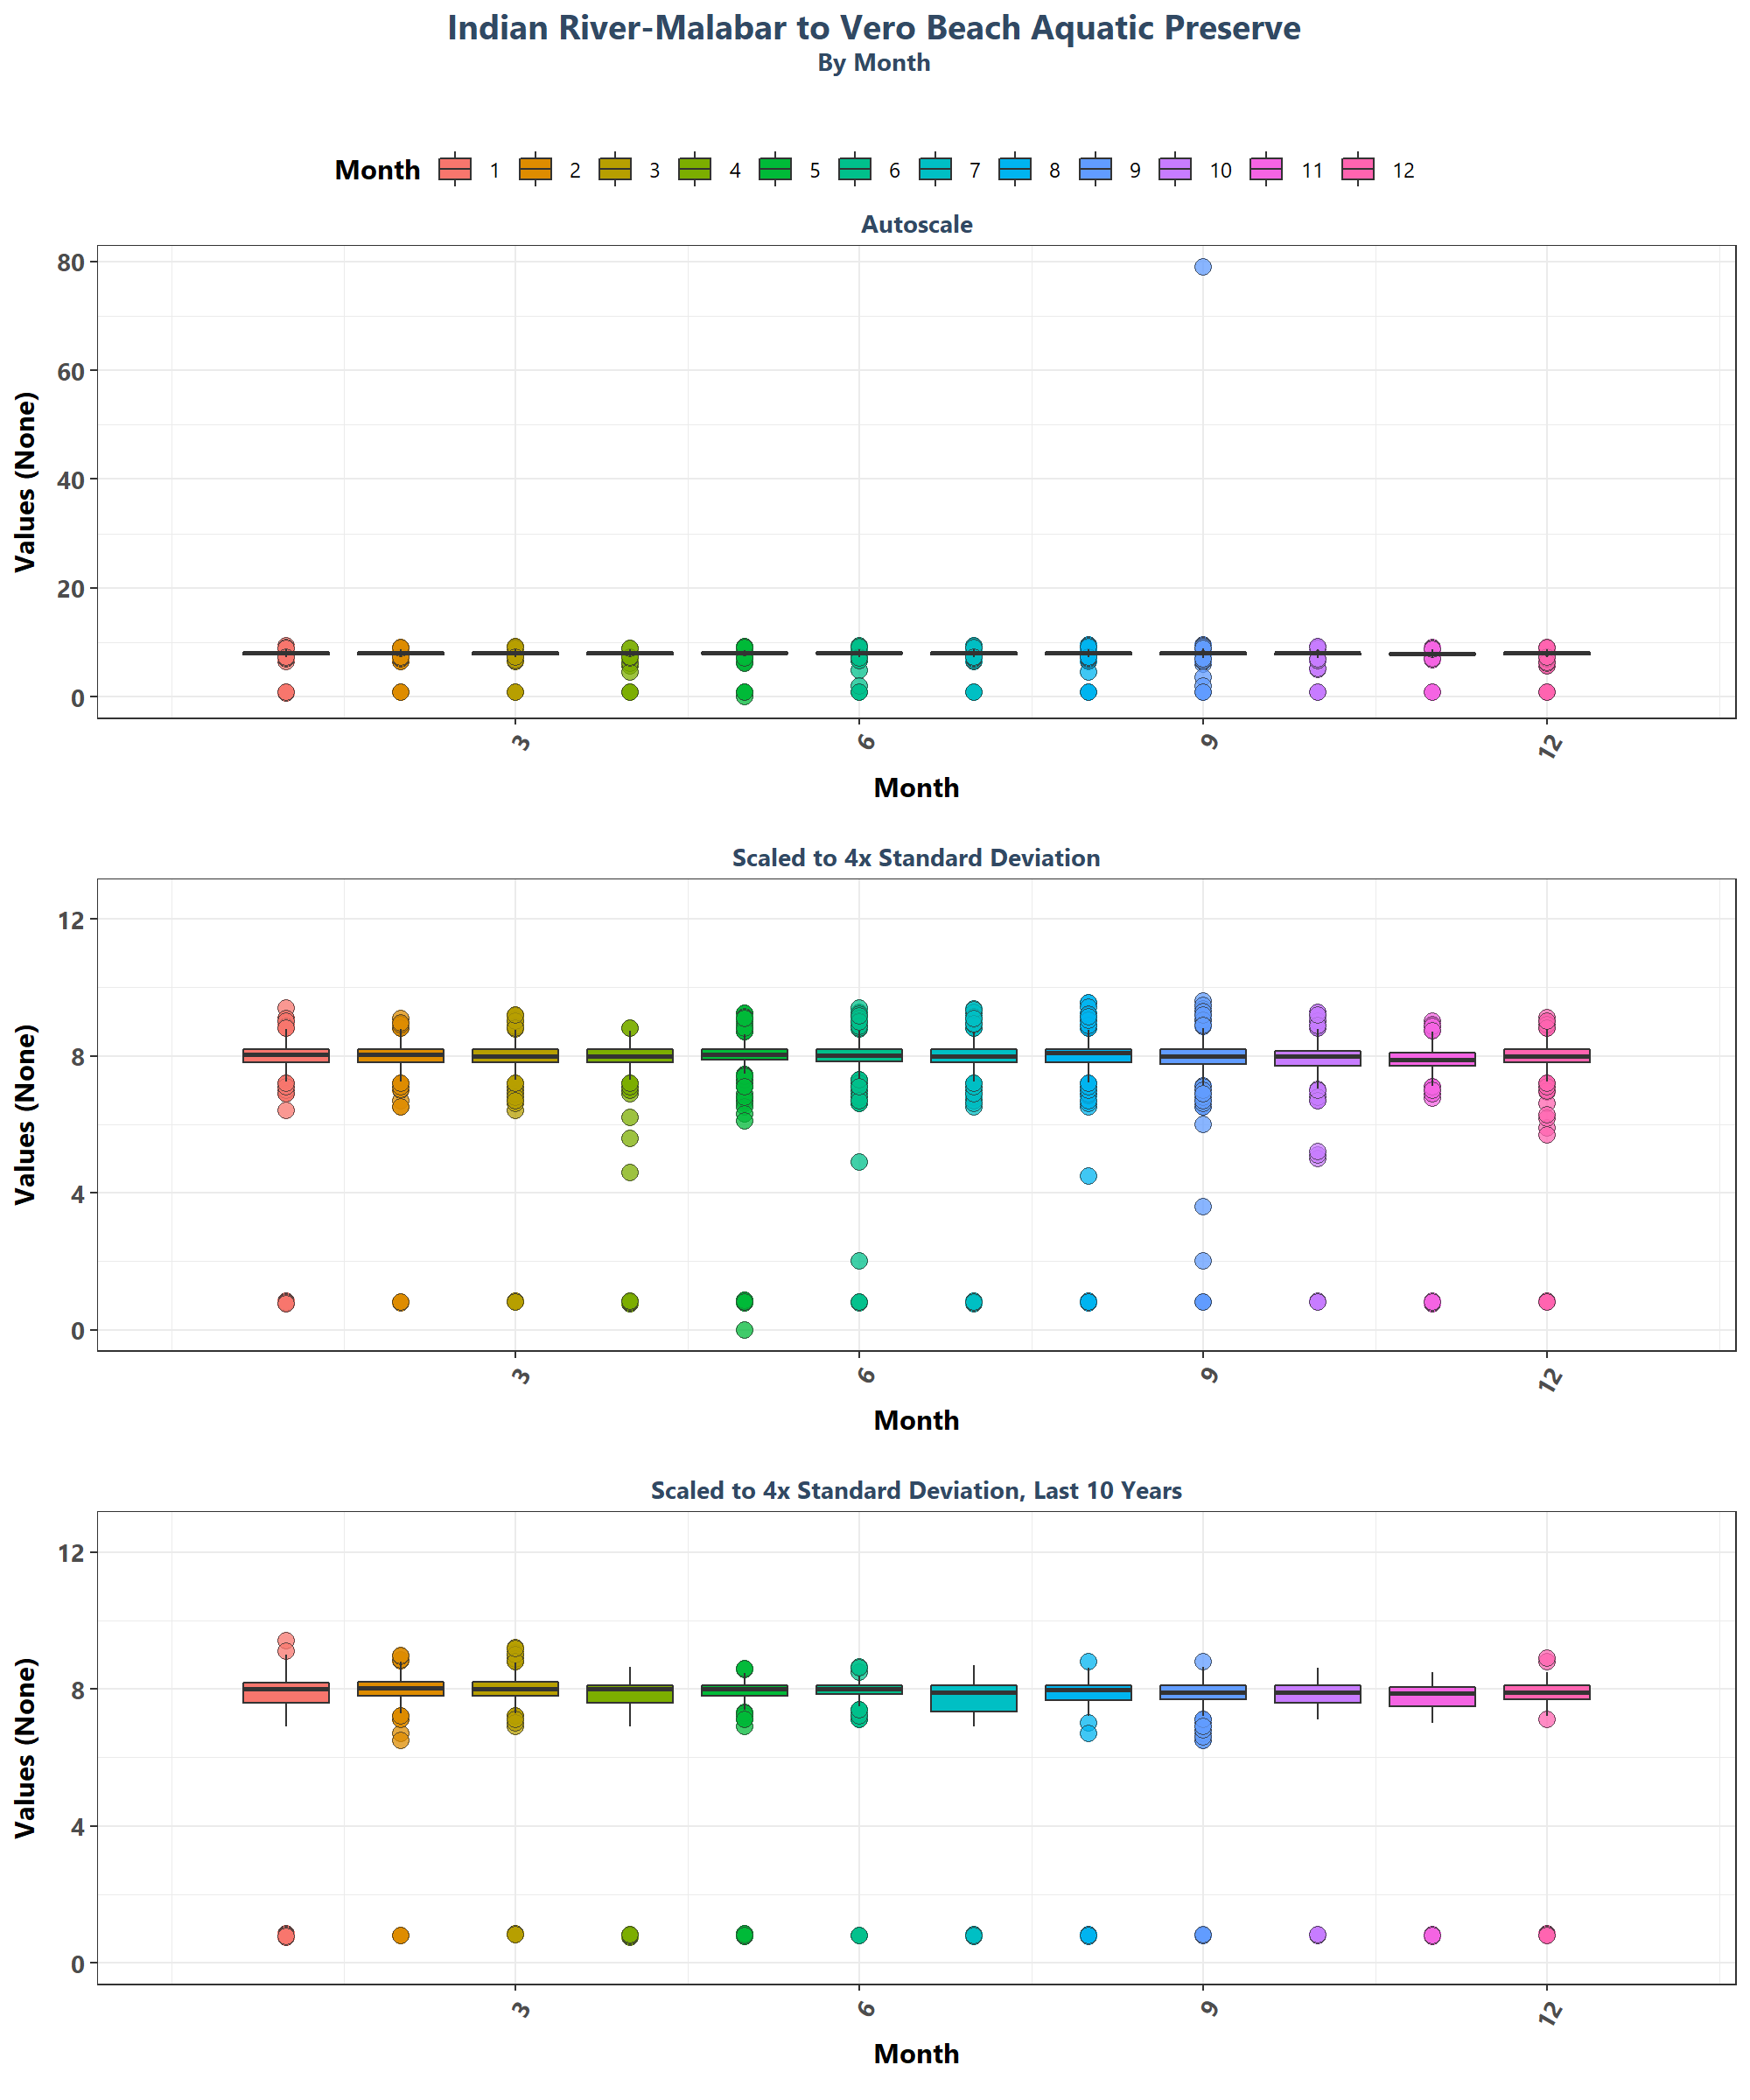 Indian River-Malabar to Vero Beach Aquatic Preserve
By Month
Month 1 2 3 4 5 6 7 8 9 10 11 12
Autoscale
80
60
40
20
0
Values (None)
3 6 9 12
Month
Scaled to 4x Standard Deviation
12
8
4
0
Values (None)
3 6 9 12
Month
Scaled to 4x Standard Deviation, Last 10 Years
12
8
4
0
Values (None)
3 6 9 12
Month